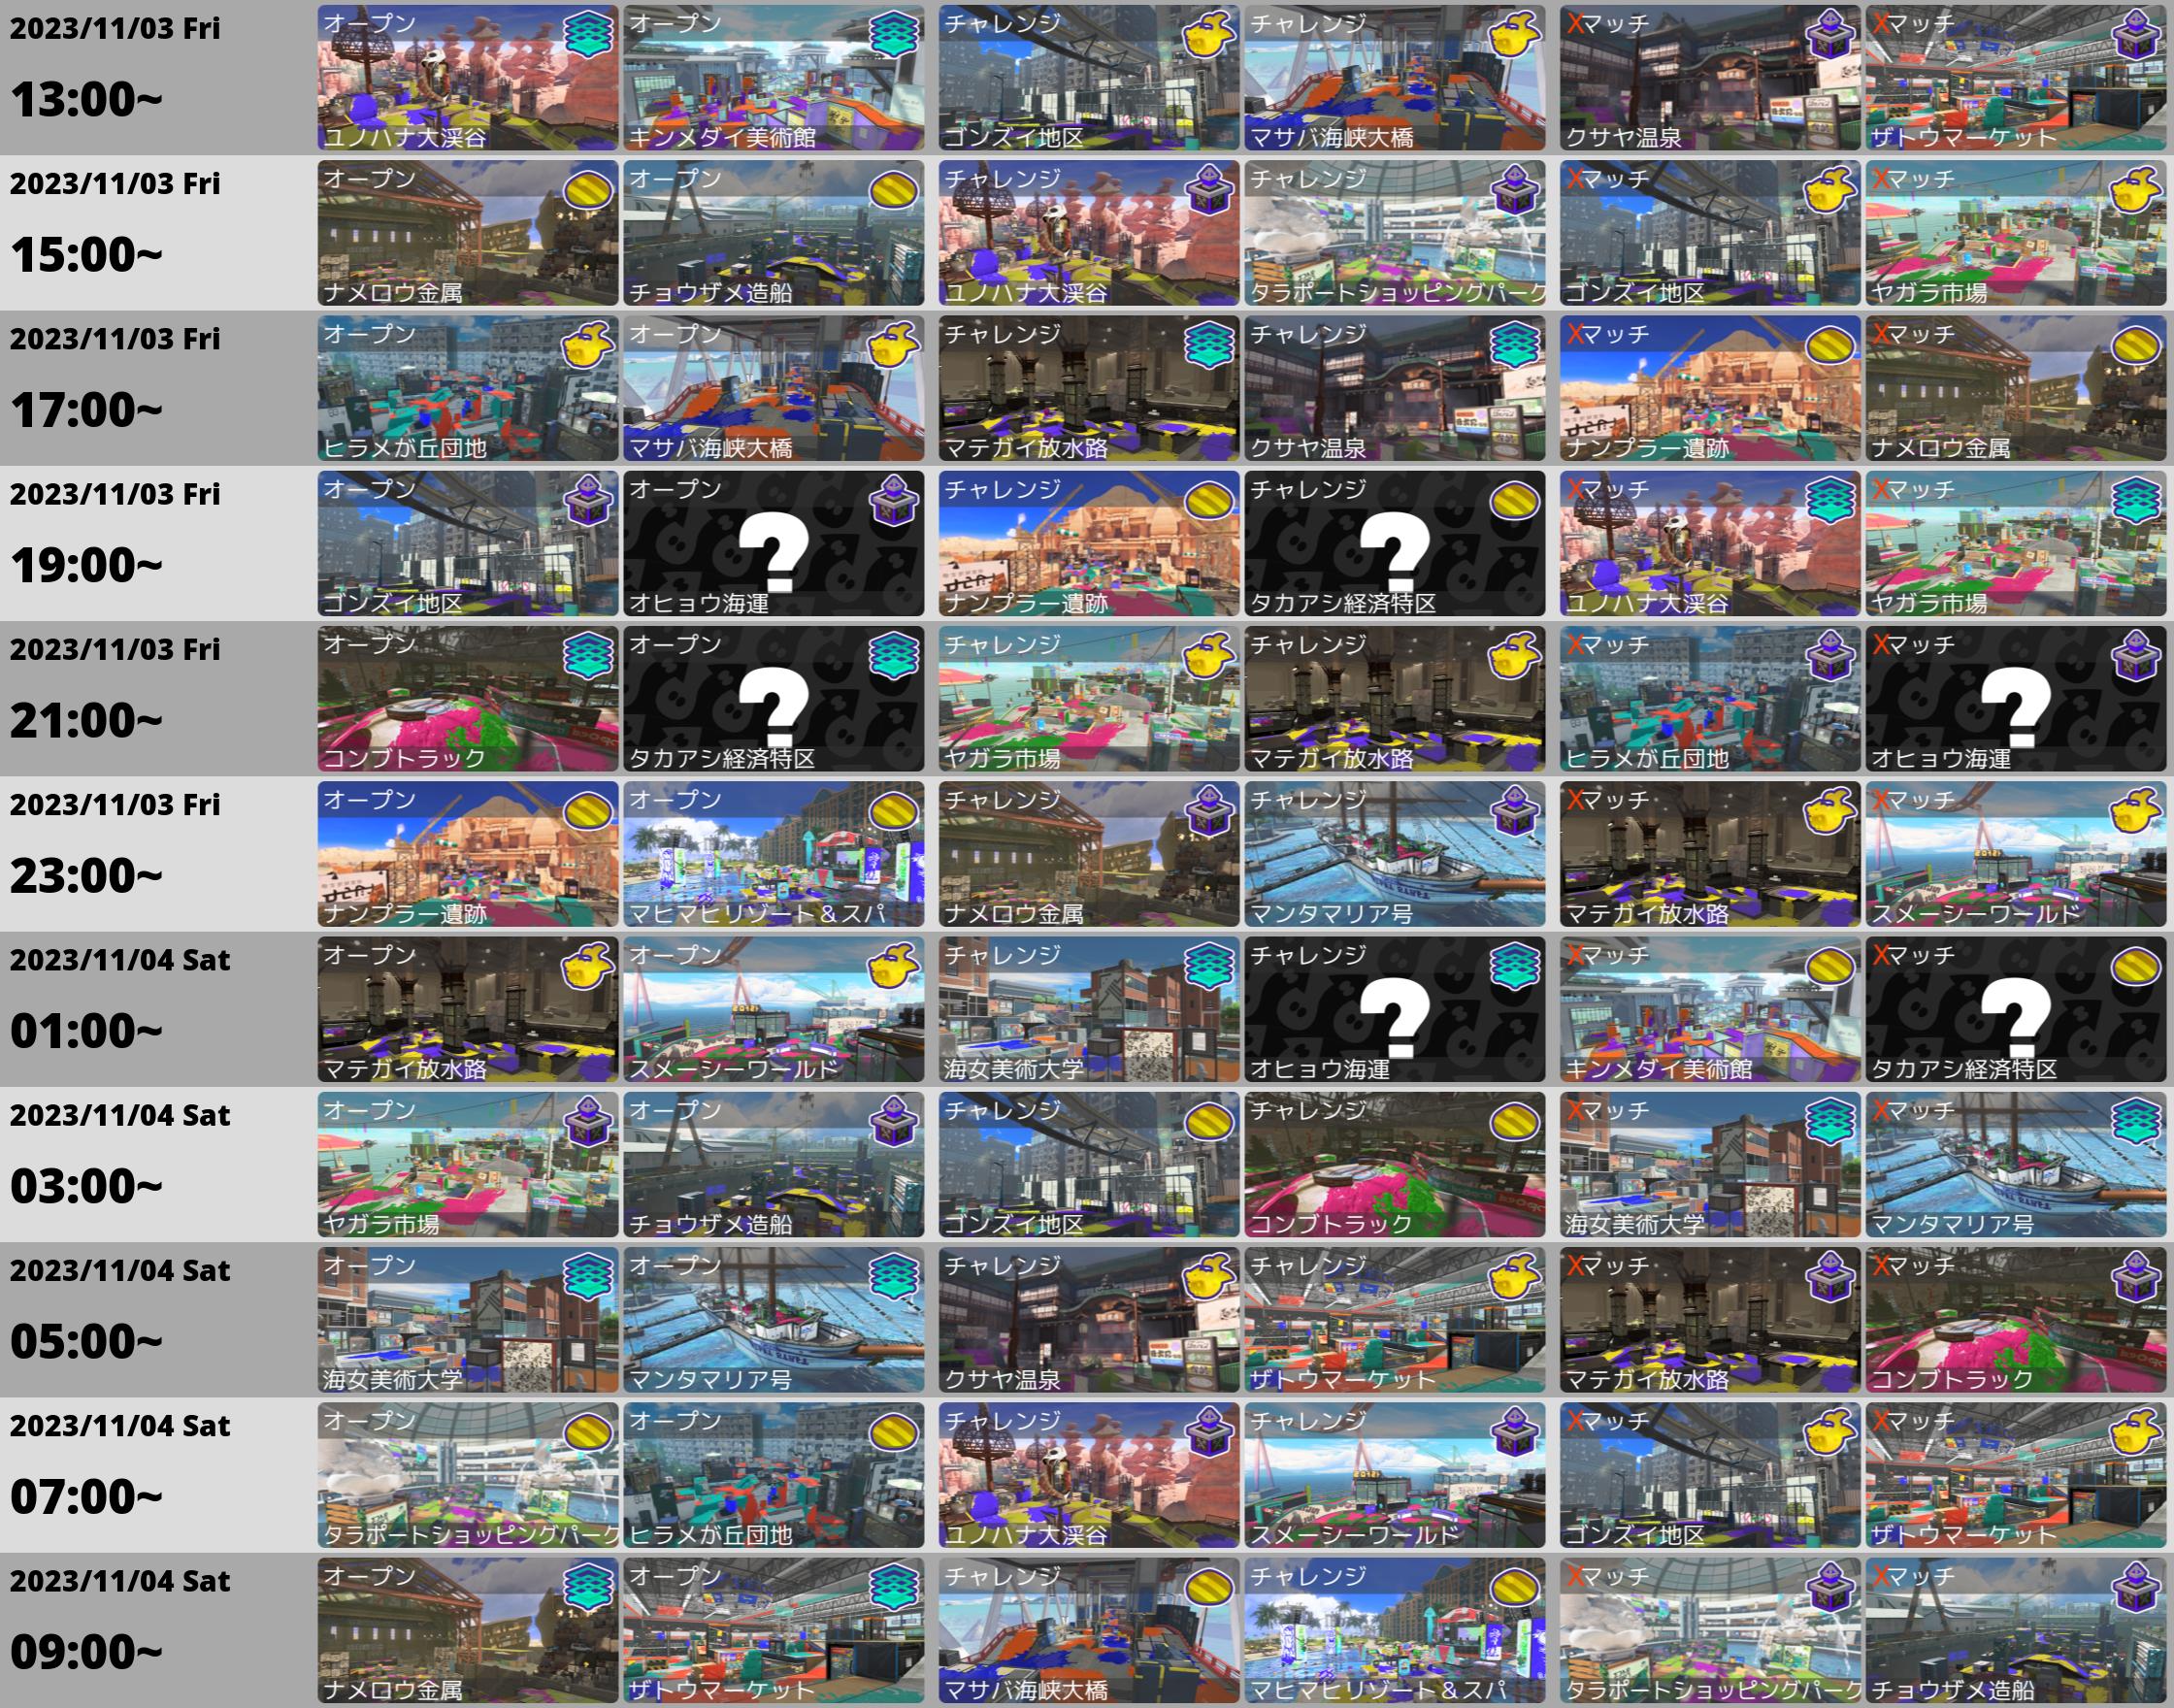 2023/11/03 Fri
13:00~
オープン オープン チャレンジ チャレンジ Xマッチ Xマッチ
ユノハナ大渓谷 キンメダイ美術館 ゴンズイ地区 マサバ海峡大橋 クサヤ温泉 ザトウマーケット
2023/11/03 Fri
15:00~
オープン オープン チャレンジ チャレンジ Xマッチ Xマッチ
ナメロウ金属 チョウザメ造船 ユノハナ大渓谷 タラポートショッピングパーク ゴンズイ地区 ヤガラ市場
2023/11/03 Fri
17:00~
オープン オープン チャレンジ チャレンジ Xマッチ Xマッチ
ヒラメが丘団地 マサバ海峡大橋 マテガイ放水路 クサヤ温泉 ナンプラー遺跡 ナメロウ金属
2023/11/03 Fri
19:00~
オープン オープン チャレンジ チャレンジ Xマッチ Xマッチ
? ?
ゴンズイ地区 オヒョウ海運 ナンプラー遺跡 タカアシ経済特区 ユノハナ大渓谷 ヤガラ市場
2023/11/03 Fri
21:00~
オープン オープン チャレンジ チャレンジ Xマッチ Xマッチ
? ?
コンブトラック タカアシ経済特区 ヤガラ市場 マテガイ放水路 ヒラメが丘団地 オヒョウ海運
2023/11/03 Fri
23:00~
オープン オープン チャレンジ チャレンジ Xマッチ Xマッチ
ナンプラー遺跡 マヒマヒリゾート＆スパ ナメロウ金属 マンタマリア号 マテガイ放水路 スメーシーワールド
2023/11/04 Sat
01:00~
オープン オープン チャレンジ チャレンジ Xマッチ Xマッチ
? ?
マテガイ放水路 スメーシーワールド 海女美術大学 オヒョウ海運 キンメダイ美術館 タカアシ経済特区
2023/11/04 Sat
03:00~
オープン オープン チャレンジ チャレンジ Xマッチ Xマッチ
ヤガラ市場 チョウザメ造船 ゴンズイ地区 コンブトラック 海女美術大学 マンタマリア号
2023/11/04 Sat
05:00~
オープン オープン チャレンジ チャレンジ Xマッチ Xマッチ
海女美術大学 マンタマリア号 クサヤ温泉 ザトウマーケット マテガイ放水路 コンブトラック
2023/11/04 Sat
07:00~
オープン オープン チャレンジ チャレンジ Xマッチ Xマッチ
タラポートショッピングパーク ヒラメが丘団地 ユノハナ大渓谷 スメーシーワールド ゴンズイ地区 ザトウマーケット
2023/11/04 Sat
09:00~
オープン オープン チャレンジ チャレンジ Xマッチ Xマッチ
ナメロウ金属 ザトウマーケット マサバ海峡大橋 マヒマヒリゾート＆スパ タラポートショッピングパーク チョウザメ造船